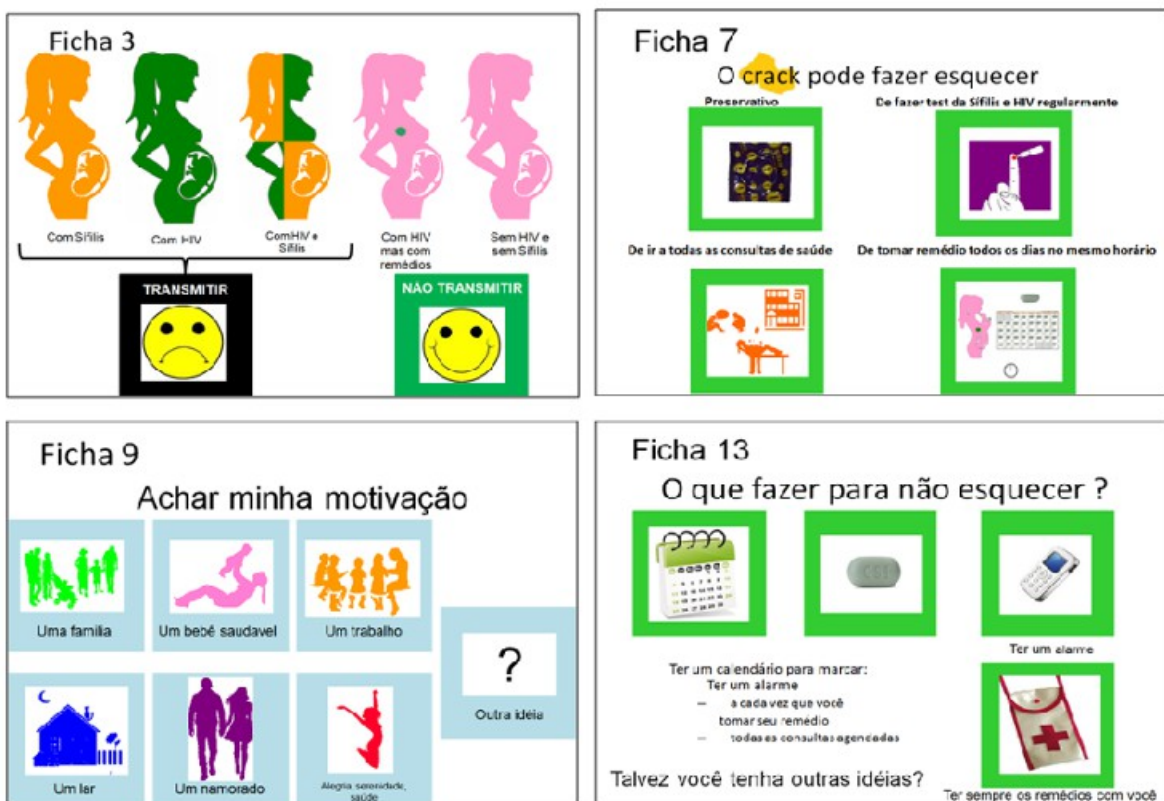 Ficha 3
Com Sífilis
Com HIV
Com HIV e
Sífilis
Com HIV
mas com
remédios
Sem HIV e
sem Sífilis
TRANSMITIR
NÃO TRANSMITIR
Ficha 7
O crack pode fazer esquecer
Preservativo
De fazer test da Sífilis e HIV regularmente
De ir a todas as consultas de saúde
De tomar remédio todos os dias no mesmo horário
Ficha 9
Achar minha motivação
Uma familia
Um bebê saudavel
Um trabalho
?
Outra idéia
Um lar
Um namorado
Alegria, serenidade,
saúde
Ficha 13
O que fazer para não esquecer ?
Ter um alarme
Ter um calendário para marcar:
Ter um alarme
– a cada vez que você
tomar seu remédio
– todas as consultas agendadas
Talvez você tenha outras idéias?
Ter sempre os remédios com você